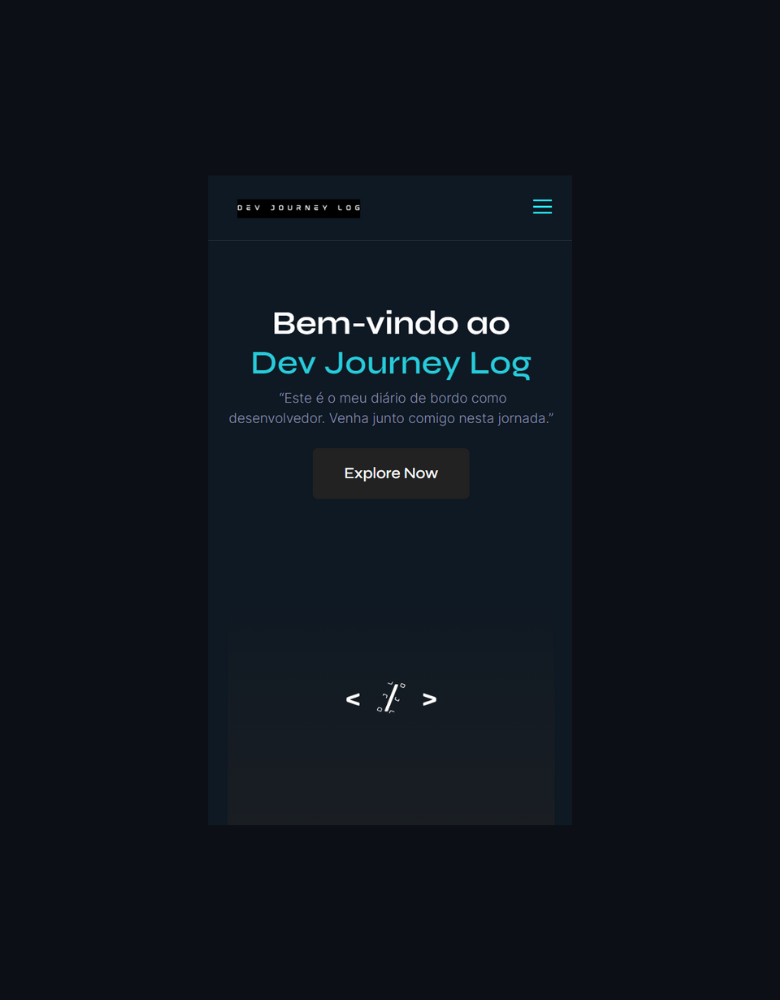 DEV JOURNEY LOG
Bem-vindo ao
Dev Journey Log
“Este é o meu diário de bordo como
desenvolvedor. Venha junto comigo nesta jornada.”
Explore Now
< / >